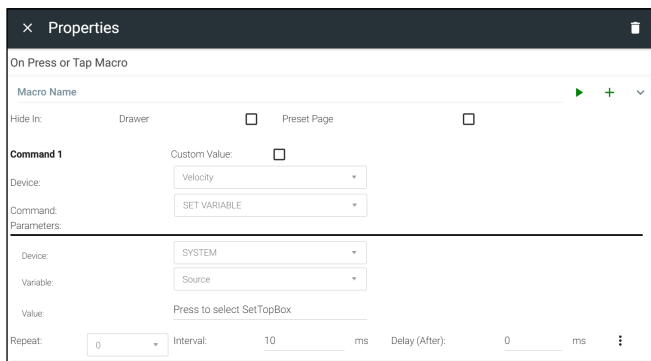 Properties
On Press or Tap Macro
Macro Name
Hide In: Drawer Preset Page
Command 1 Custom Value:
Device: Velocity
Command: SET VARIABLE
Parameters:
Device: SYSTEM
Variable: Source
Value: Press to select SetTopBox
Repeat: 0 Interval: 10 ms Delay (After): 0 ms